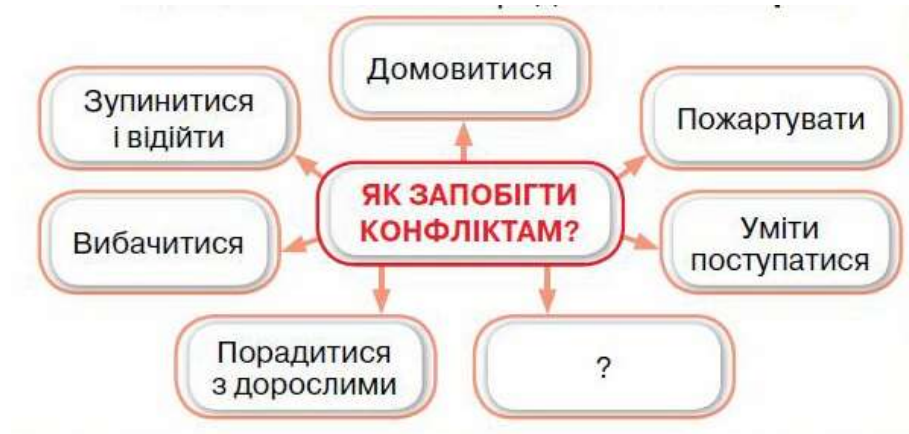 Домовитися
Зупинитися
і відійти
Пожартувати
ЯК ЗАПОБІГТИ
КОНФЛІКТАМ?
Вибачитися
Уміти
поступатися
Порадитися
з дорослими
?